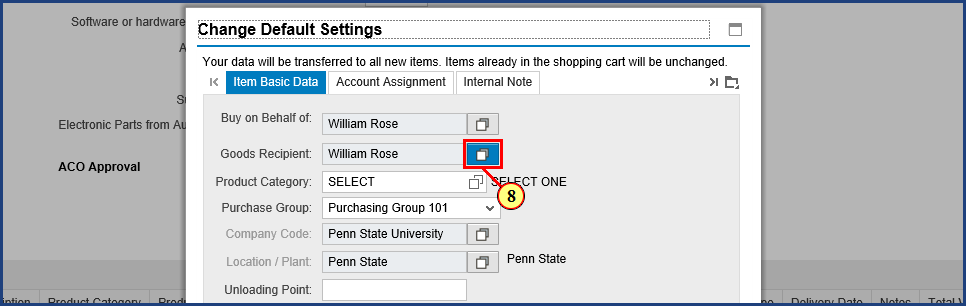 Software or hardware
Change Default Settings
Your data will be transferred to all new items. Items already in the shopping cart will be unchanged.
Item Basic Data Account Assignment Internal Note
Buy on Behalf of: William Rose
Electronic Parts from Au
Goods Recipient: William Rose
ACO Approval
Product Category: SELECT SELECT ONE
8
Purchase Group: Purchasing Group 101
Company Code: Penn State University
Location / Plant: Penn State Penn State
Unloading Point:
Product Category Delivery Date Notes Total